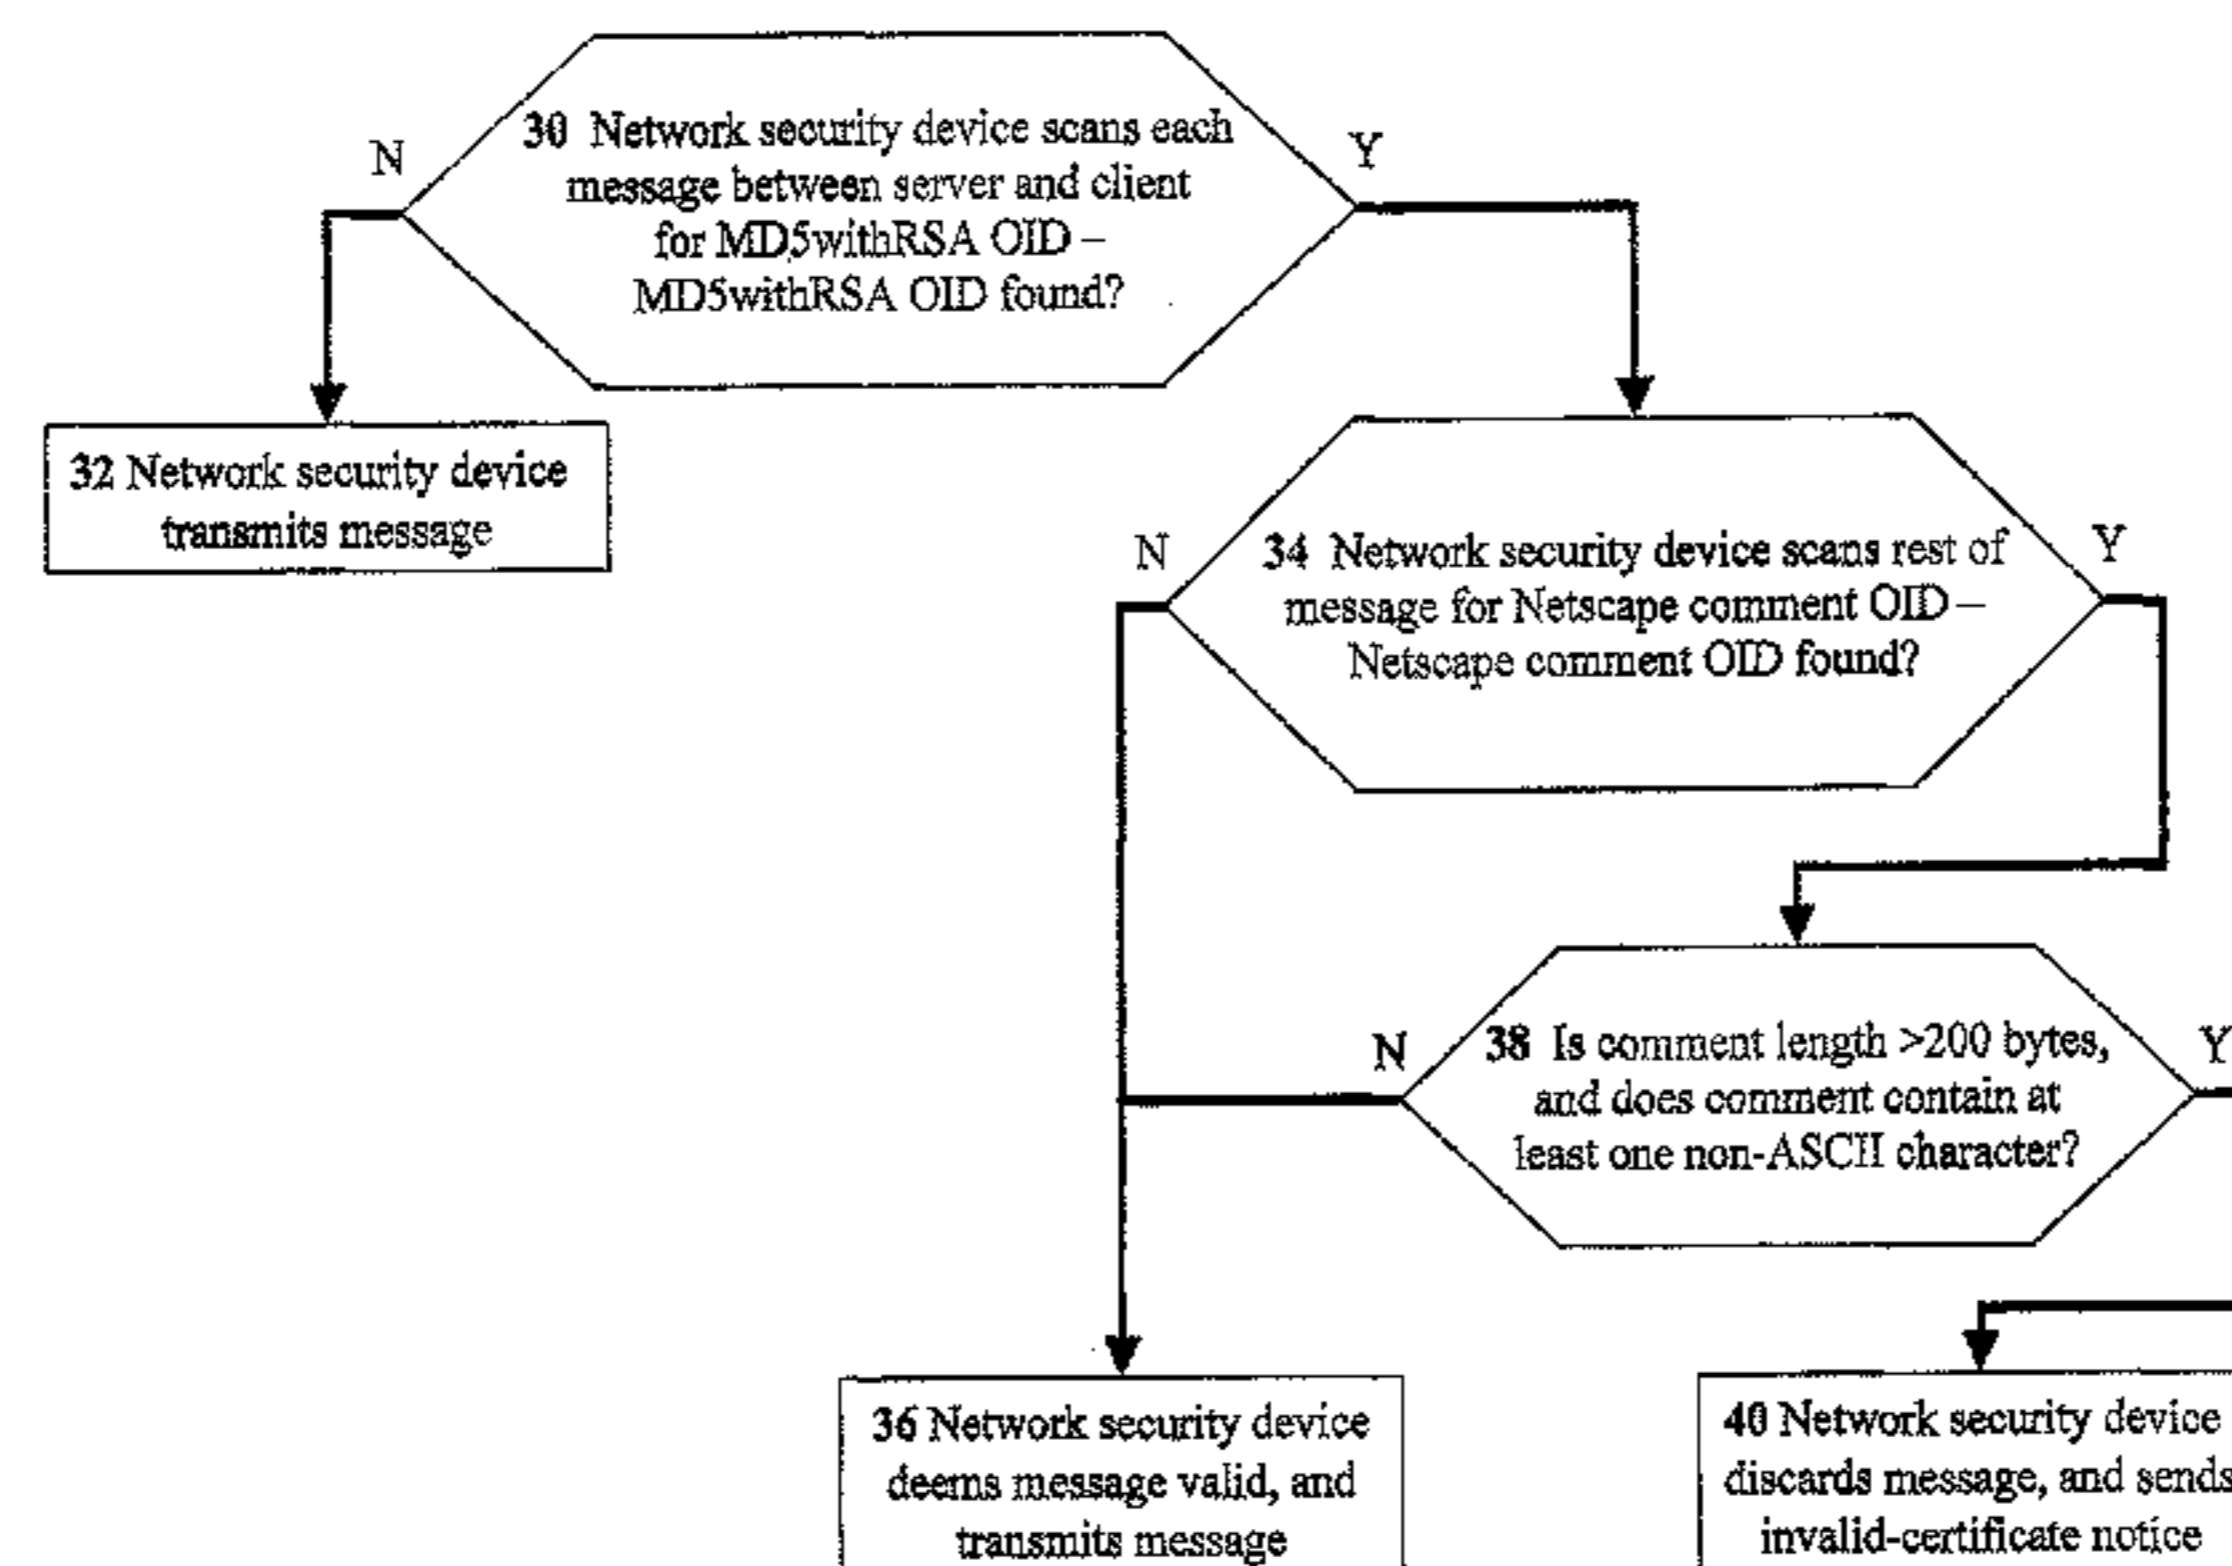 30 Network security device scans each
message between server and client
for MD5withRSA OID –
MD5withRSA OID found?
N
Y
32 Network security device
transmits message
34 Network security device scans rest of
message for Netscape comment OID –
Netscape comment OID found?
N
Y
38 Is comment length >200 bytes,
and does comment contain at
least one non-ASCII character?
N
Y
36 Network security device
deems message valid, and
transmits message
40 Network security device
discards message, and sends
invalid-certificate notice